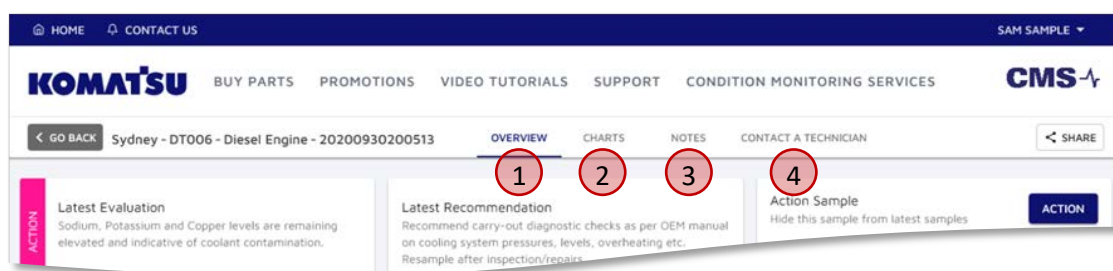 HOME CONTACT US SAM SAMPLE
KOMATSU BUY PARTS PROMOTIONS VIDEO TUTORIALS SUPPORT CONDITION MONITORING SERVICES CMS
< GO BACK Sydney - DT006 - Diesel Engine - 20200930200513 OVERVIEW CHARTS NOTES CONTACT A TECHNICIAN SHARE
1 2 3 4
ACTION
Latest Evaluation
Sodium, Potassium and Copper levels are remaining
elevated and indicative of coolant contamination.
Latest Recommendation
Recommend carry-out diagnostic checks as per OEM manual
on cooling system pressures, levels, overheating etc.
Resample after inspection/repairs
Action Sample
Hide this sample from latest samples
ACTION